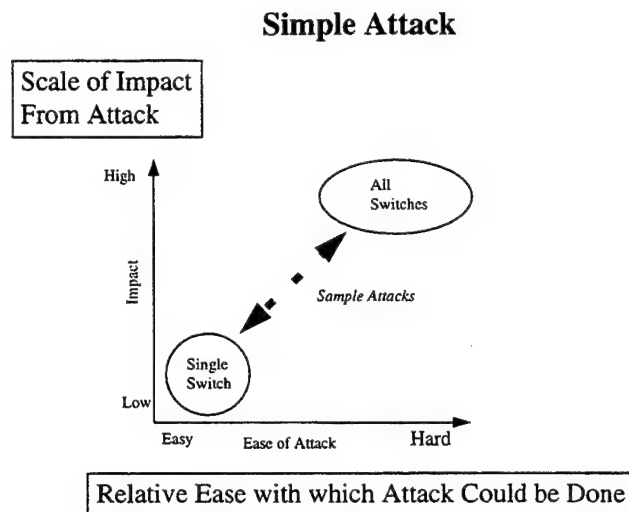 Simple Attack
Scale of Impact
From Attack
High
All
Switches
Impact
Sample Attacks
Single
Switch
Low
Easy
Ease of Attack
Hard
Relative Ease with which Attack Could be Done